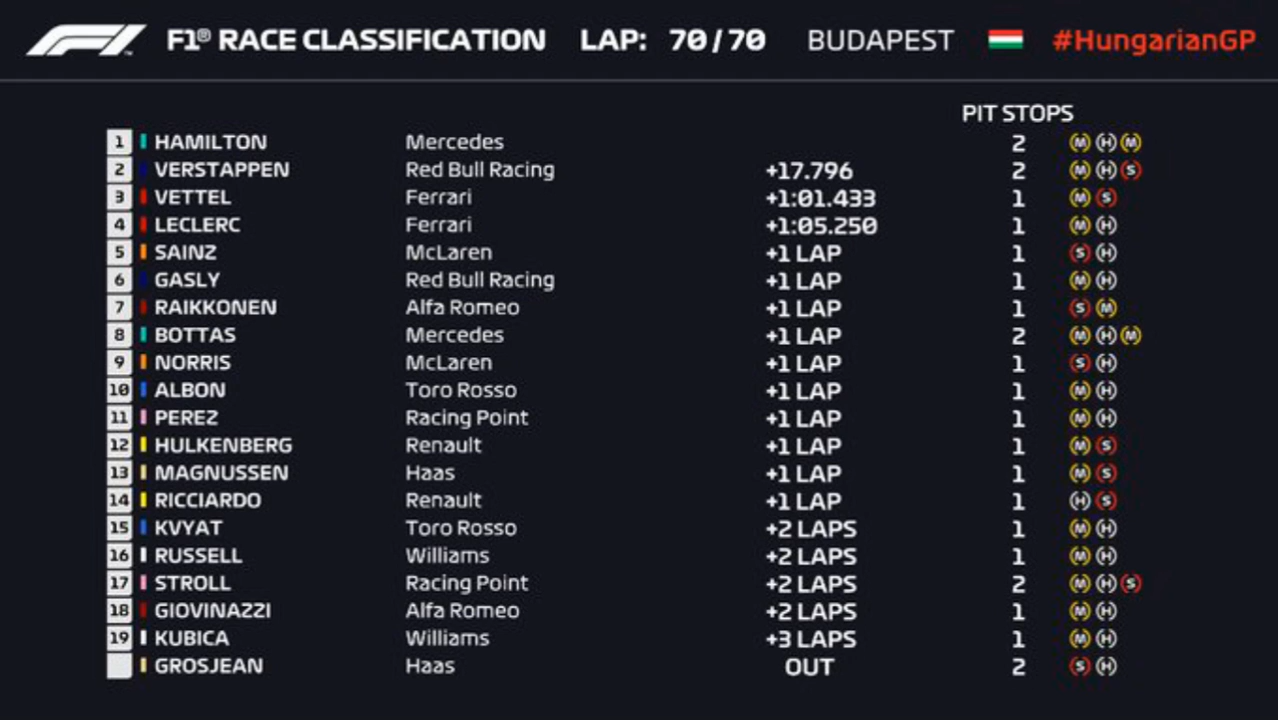 F1® RACE CLASSIFICATION LAP: 70/70 BUDAPEST #HungarianGP
PIT STOPS
1 HAMILTON Mercedes 2 M H M
2 VERSTAPPEN Red Bull Racing +17.796 2 M H S
3 VETTEL Ferrari +1:01.433 1 M S
4 LECLERC Ferrari +1:05.250 1 M H
5 SAINZ McLaren +1 LAP 1 S H
6 GASLY Red Bull Racing +1 LAP 1 M H
7 RAIKKONEN Alfa Romeo +1 LAP 1 S M
8 BOTTAS Mercedes +1 LAP 2 M H M
9 NORRIS McLaren +1 LAP 1 S H
10 ALBON Toro Rosso +1 LAP 1 M H
11 PEREZ Racing Point +1 LAP 1 M H
12 HULKENBERG Renault +1 LAP 1 M S
13 MAGNUSSEN Haas +1 LAP 1 M S
14 RICCIARDO Renault +1 LAP 1 H S
15 KVYAT Toro Rosso +2 LAPS 1 M H
16 RUSSELL Williams +2 LAPS 1 M H
17 STROLL Racing Point +2 LAPS 2 M H S
18 GIOVINAZZI Alfa Romeo +2 LAPS 1 M H
19 KUBICA Williams +3 LAPS 1 M H
GROSJEAN Haas OUT 2 S H